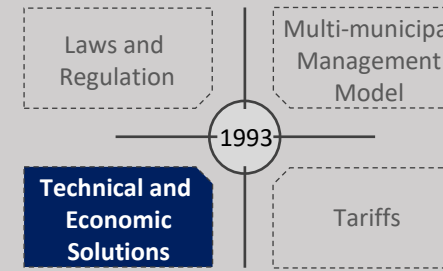 Laws and
Regulation
Multi-municipa
Management
Model
1993
Technical and
Economic
Solutions
Tariffs